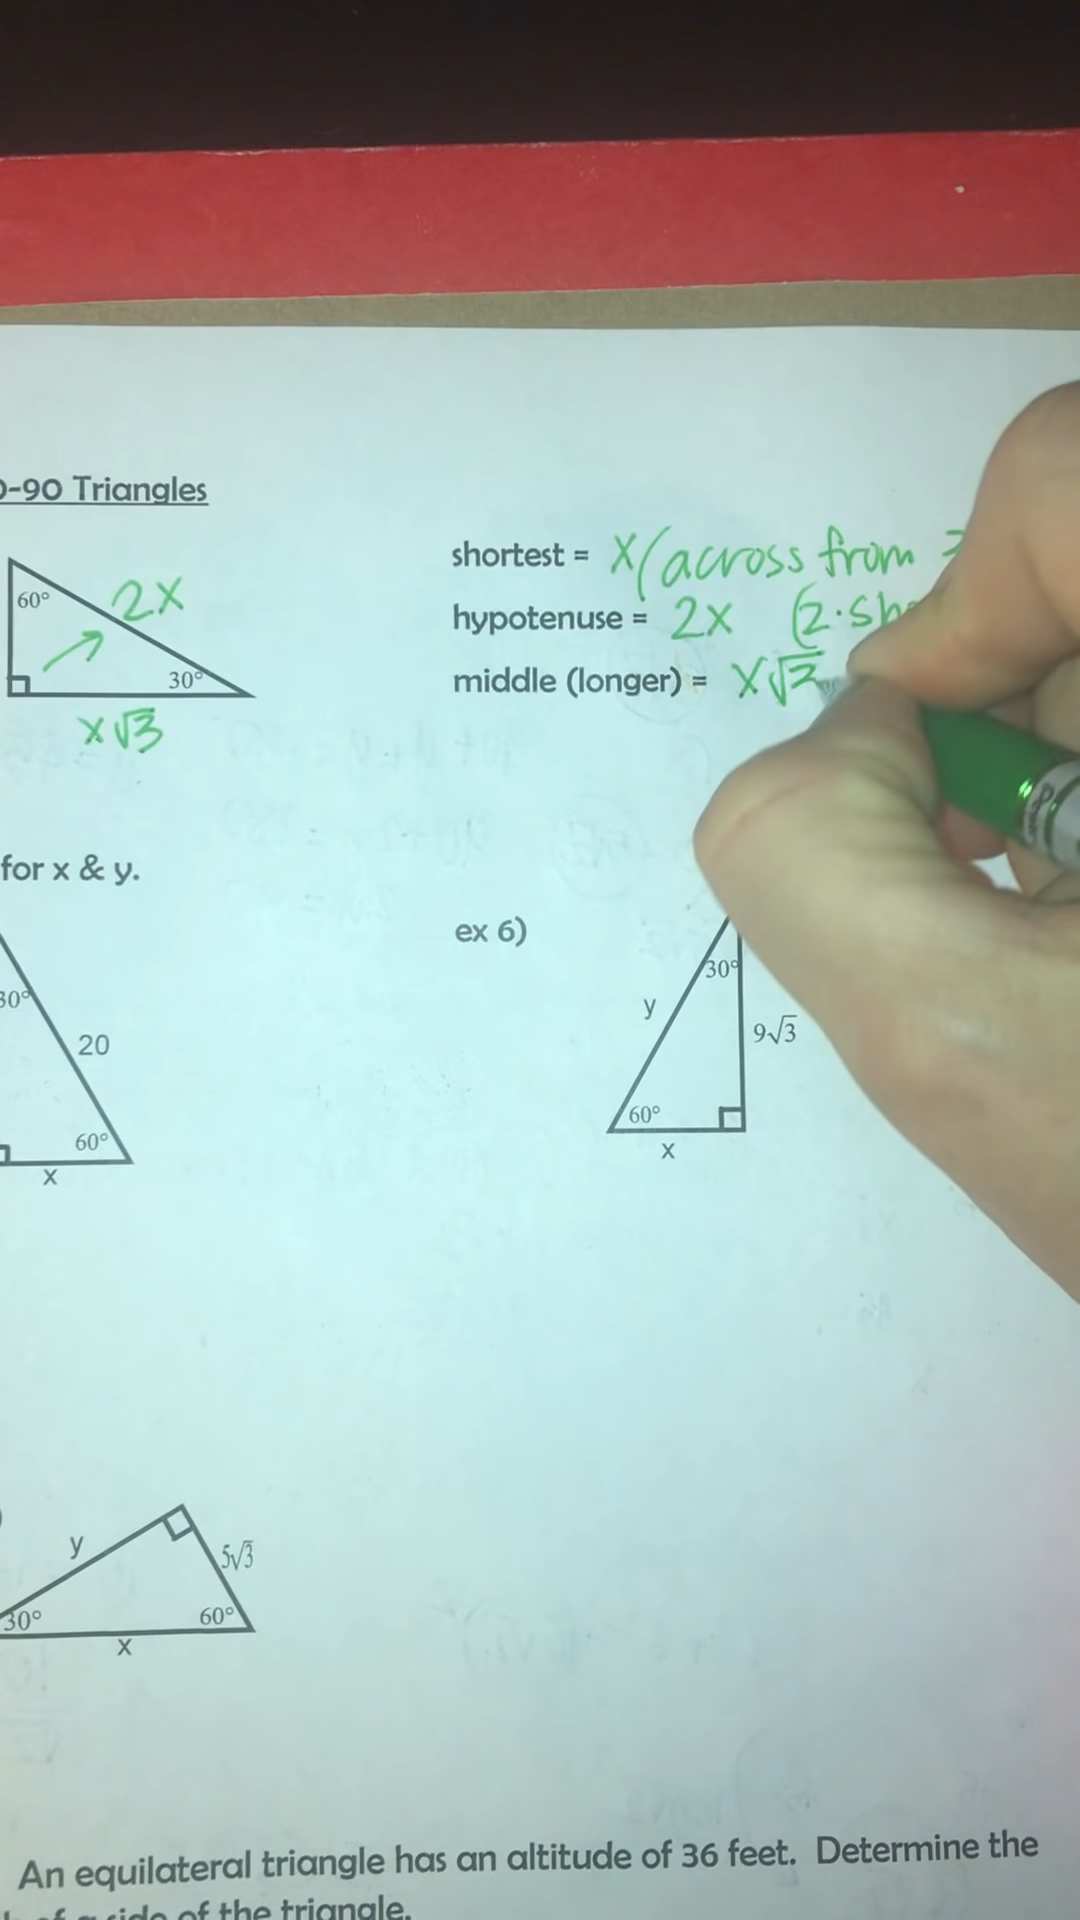 0-90 Triangles
60°
2x
30°
x√3
shortest = x (across from
hypotenuse = 2x (2·sh
middle (longer) = x√3
for x & y.
30°
20
60°
x
ex 6)
30°
y
9√3
60°
x
y
5√3
30°
60°
x
An equilateral triangle has an altitude of 36 feet. Determine the
of a side of the triangle.